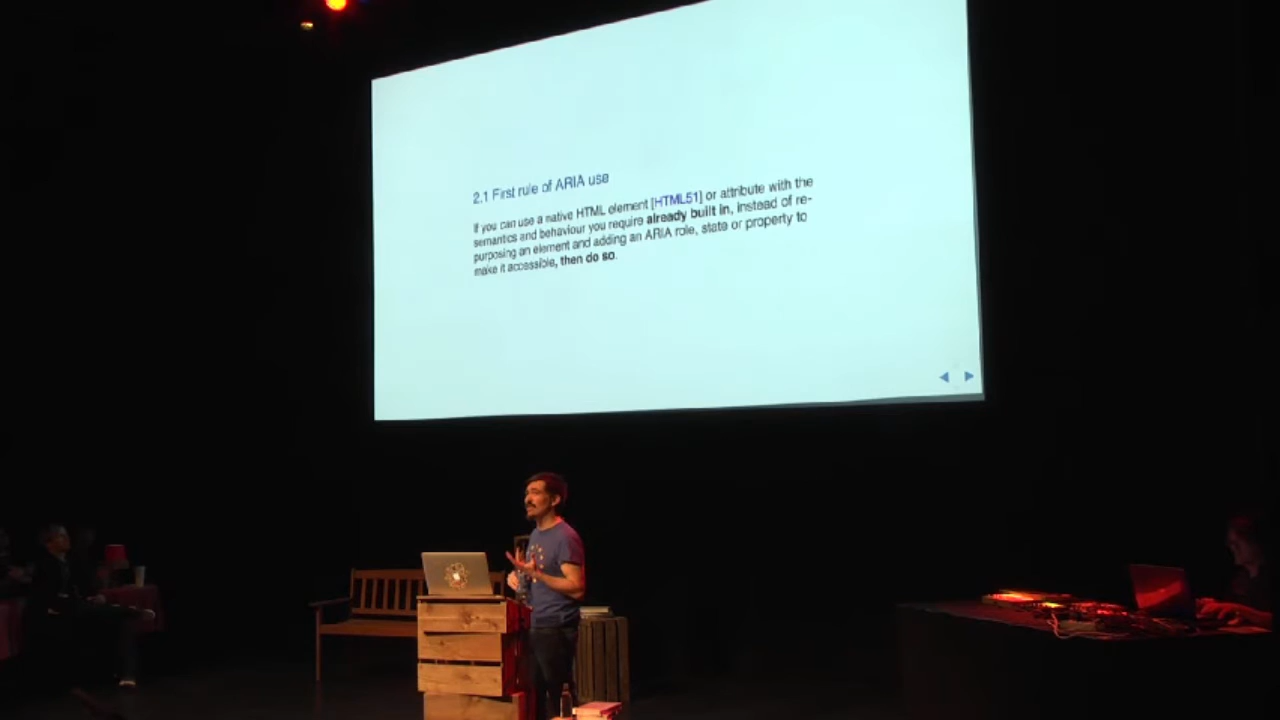 2.1 First rule of ARIA use
If you can use a native HTML element [HTML51] or attribute with the
semantics and behaviour you require already built in, instead of re-
purposing an element and adding an ARIA role, state or property to
make it accessible, then do so.